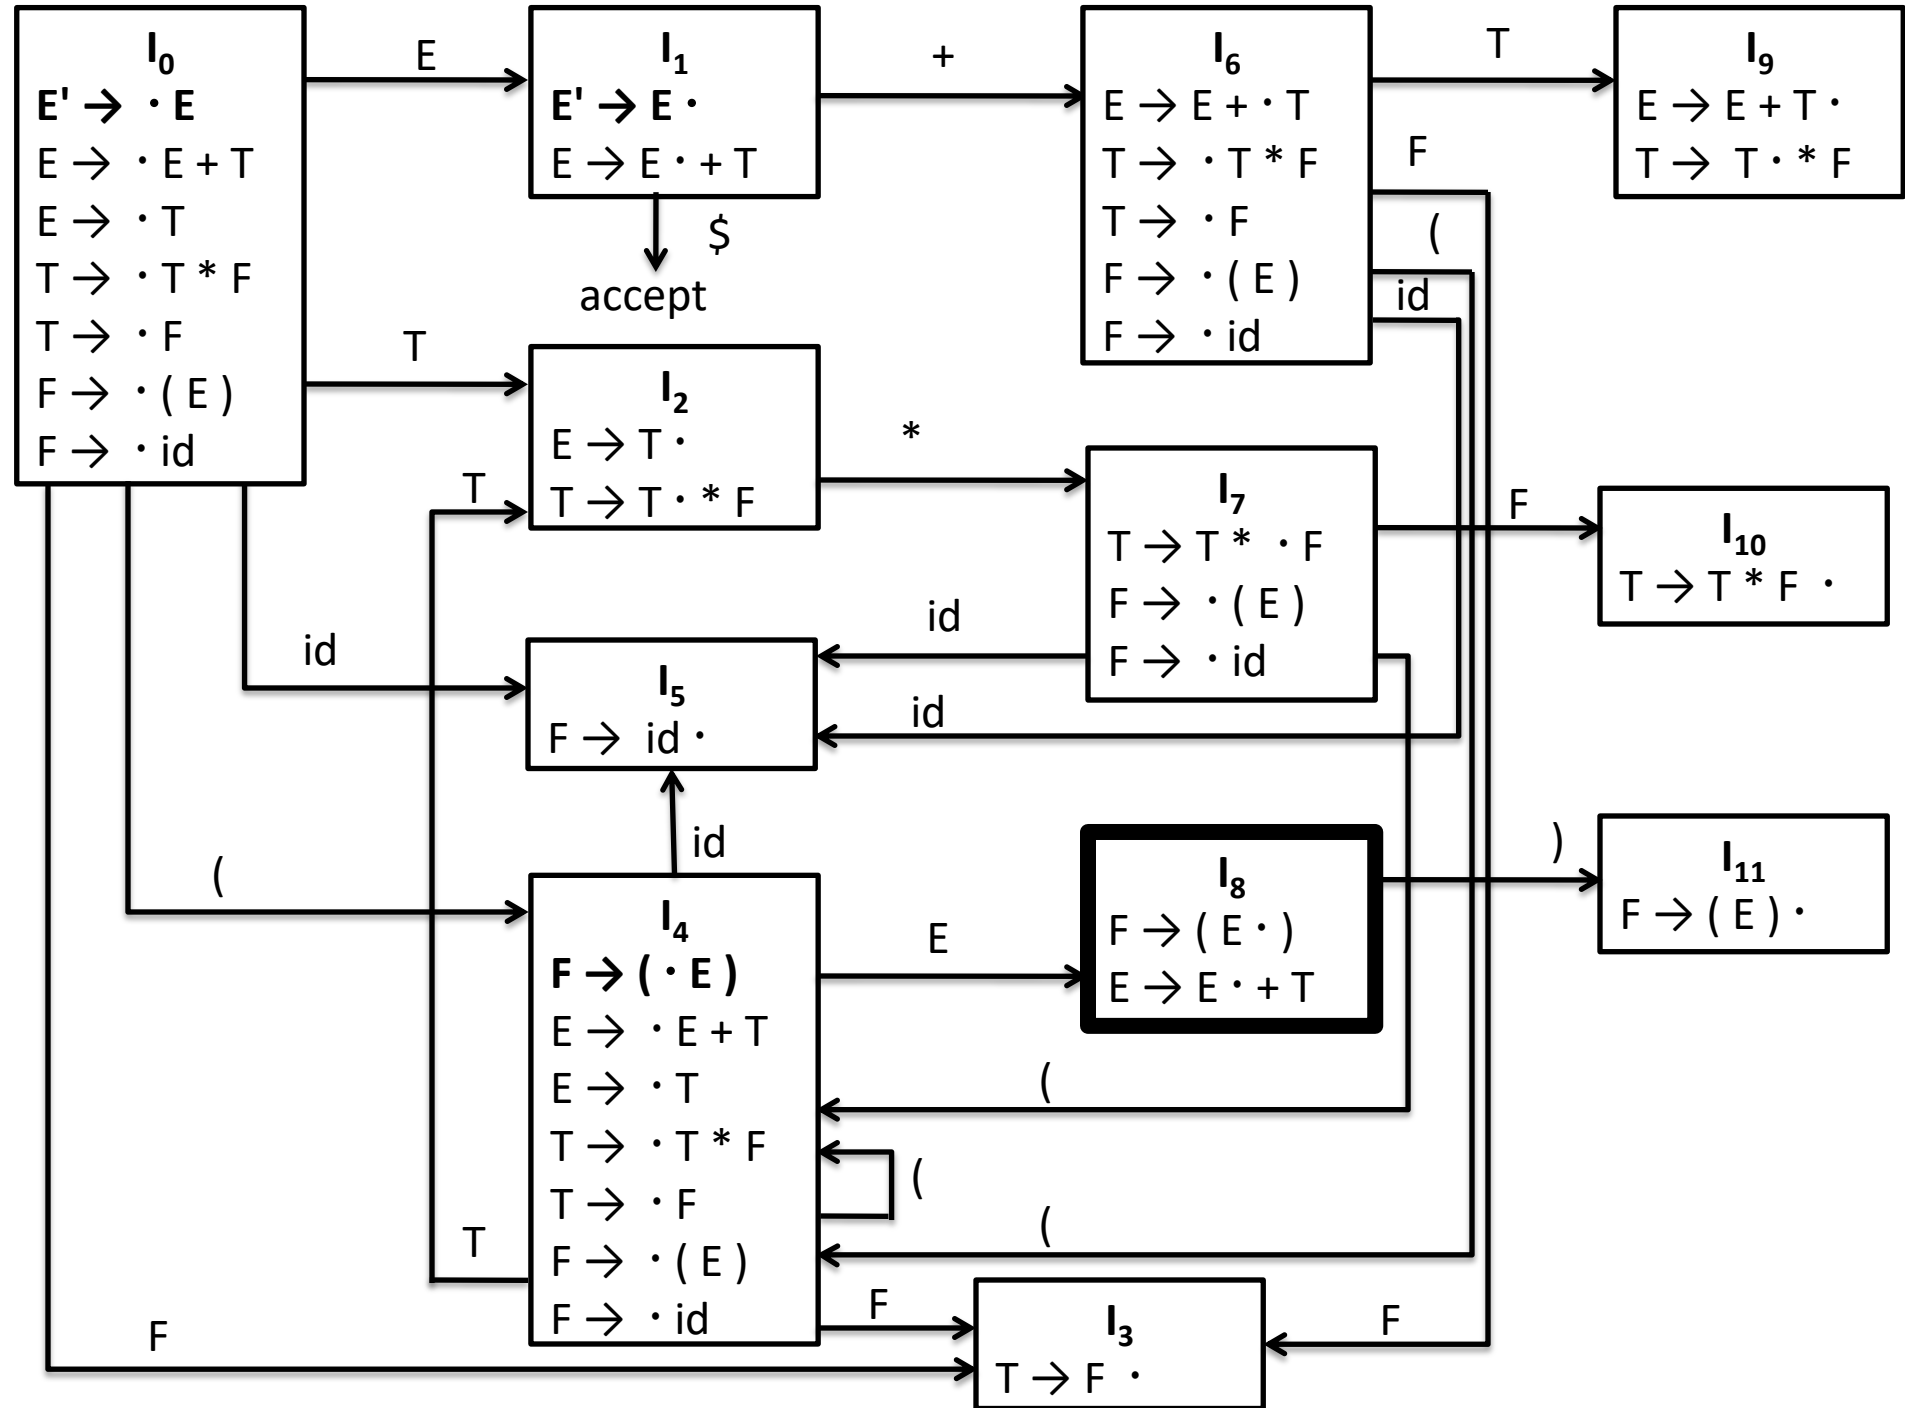 I0
E' → · E
E → · E + T
E → · T
T → · T * F
T → · F
F → · ( E )
F → · id
E
I1
E' → E ·
E → E · + T
$
accept
+
I6
E → E + · T
T → · T * F
T → · F
F → · ( E )
F → · id
T
I9
E → E + T ·
T → T · * F
F
(
id
T
I2
E → T ·
T → T · * F
T
*
I7
T → T * · F
F → · ( E )
F → · id
F
I10
T → T * F ·
id
I5
F → id ·
id
id
id
(
I4
F → ( · E )
E → · E + T
E → · T
T → · T * F
T → · F
F → · ( E )
F → · id
E
I8
F → ( E · )
E → E · + T
)
I11
F → ( E ) ·
(
(
(
T
F
F
F
I3
T → F ·